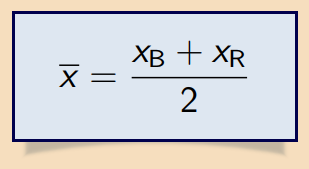 x̄ = (x_B + x_R) / 2